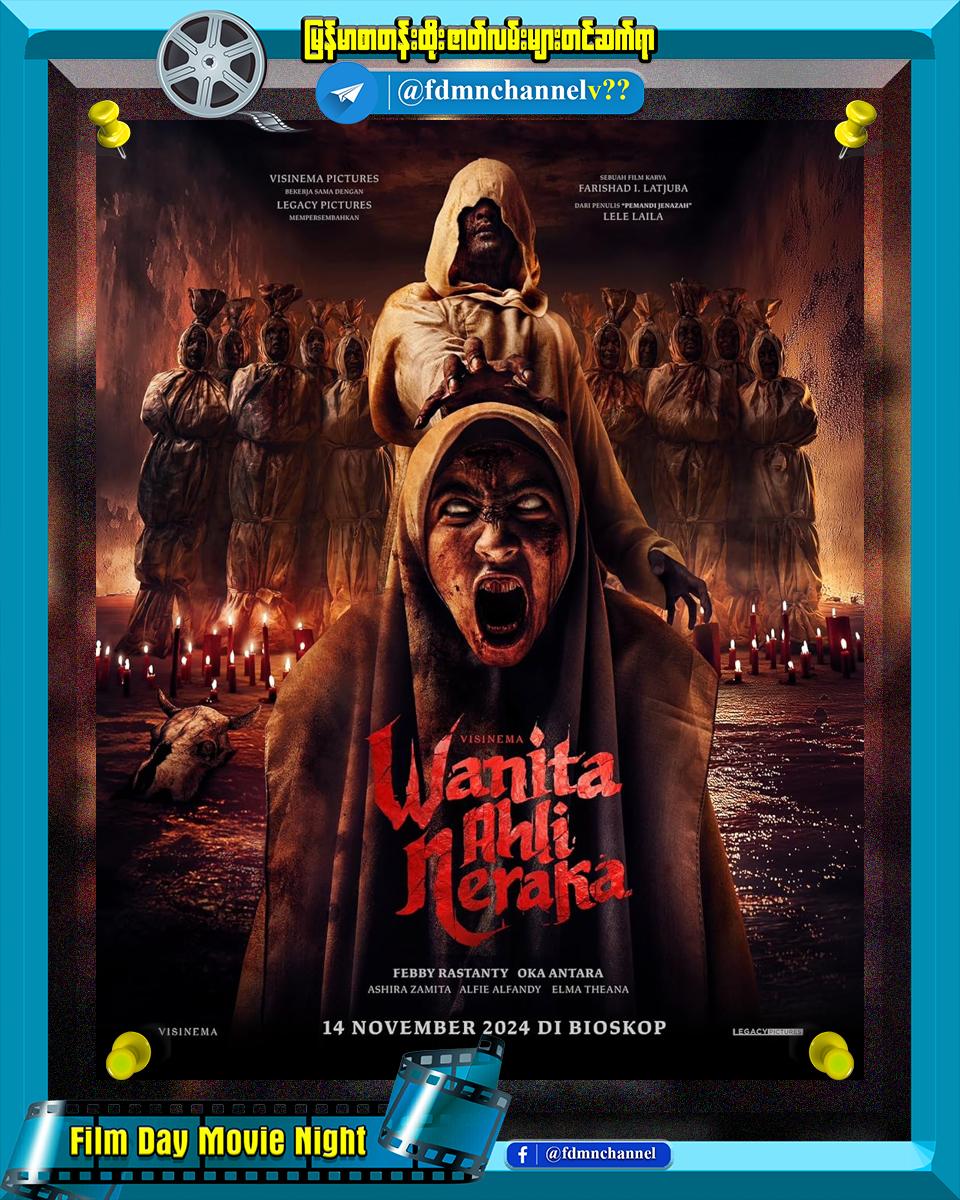 မြန်မာစာတန်းထိုးဇာတ်လမ်းများတင်ဆက်ရာ
@fdmnchannelv??
VISINEMA PICTURES
BEKERJA SAMA DENGAN
LEGACY PICTURES
MEMPERSEMBAHKAN
SEBUAH FILM KARYA
FARISHAD I. LATJUBA
DARI PENULIS "PEMANDI JENAZAH"
LELE LAILA
VISINEMA
Wanita
Ahli
Neraka
FEBBY RASTANTY OKA ANTARA
ASHIRA ZAMITA ALFIE ALFANDY ELMA THEANA
14 NOVEMBER 2024 DI BIOSKOP
VISINEMA
LEGACY PICTURES
Film Day Movie Night
@fdmnchannel